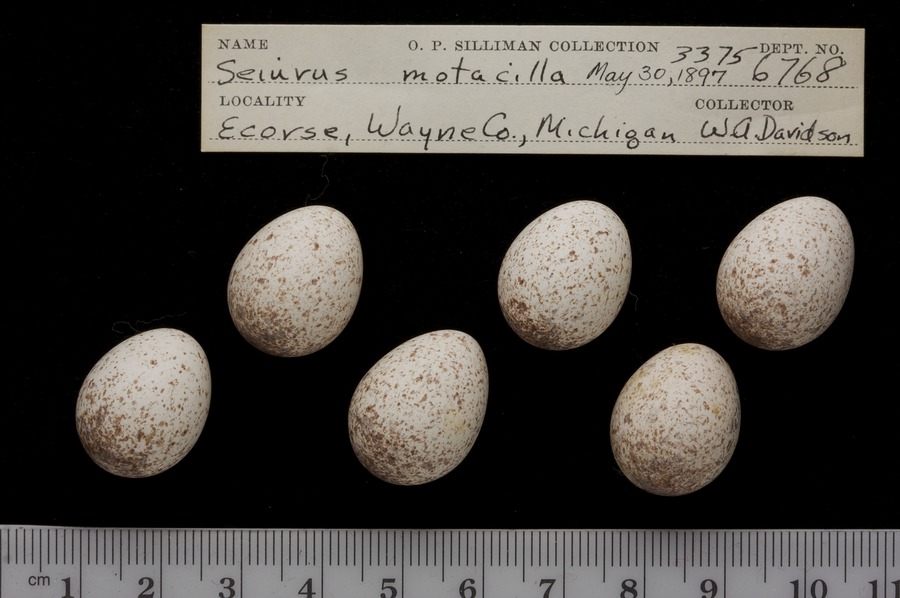 NAME O. P. SILLIMAN COLLECTION 3375 DEPT. NO.
Seiurus motacilla May 30, 1897 6768
LOCALITY COLLECTOR
Ecorse, Wayne Co., Michigan W.A. Davidson
cm 1 2 3 4 5 6 7 8 9 10 11